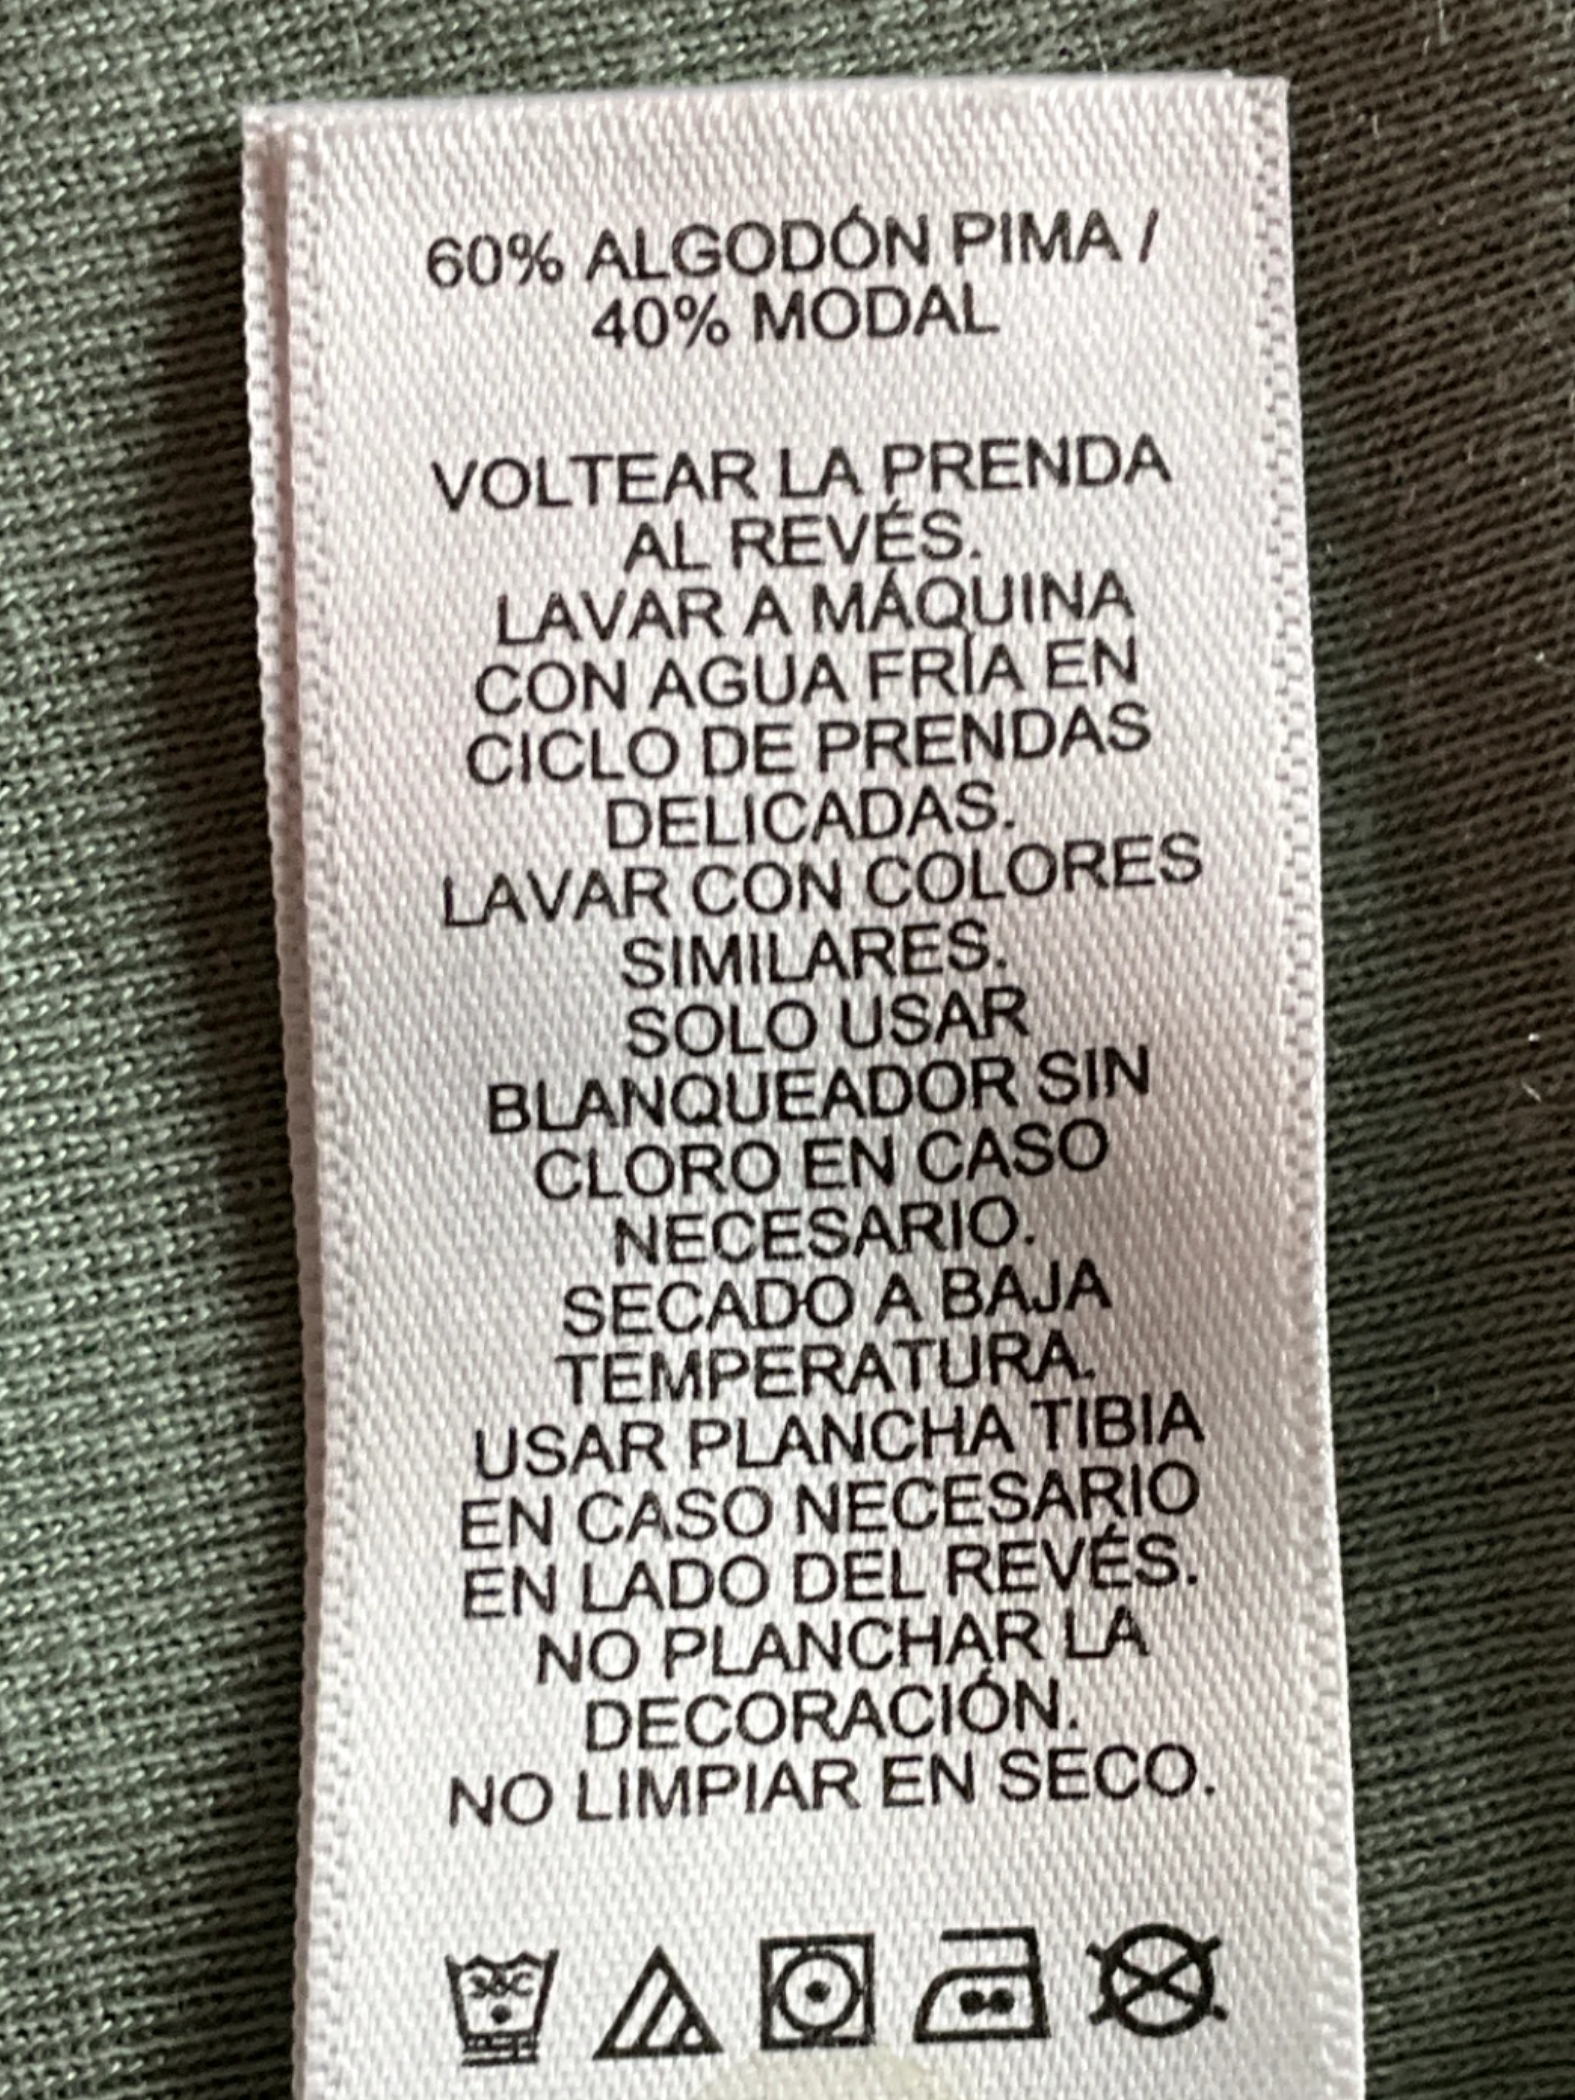 60% ALGODÓN PIMA /
40% MODAL
VOLTEAR LA PRENDA
AL REVÉS.
LAVAR A MÁQUINA
CON AGUA FRÍA EN
CICLO DE PRENDAS
DELICADAS.
LAVAR CON COLORES
SIMILARES.
SOLO USAR
BLANQUEADOR SIN
CLORO EN CASO
NECESARIO.
SECADO A BAJA
TEMPERATURA.
USAR PLANCHA TIBIA
EN CASO NECESARIO
EN LADO DEL REVÉS.
NO PLANCHAR LA
DECORACIÓN.
NO LIMPIAR EN SECO.